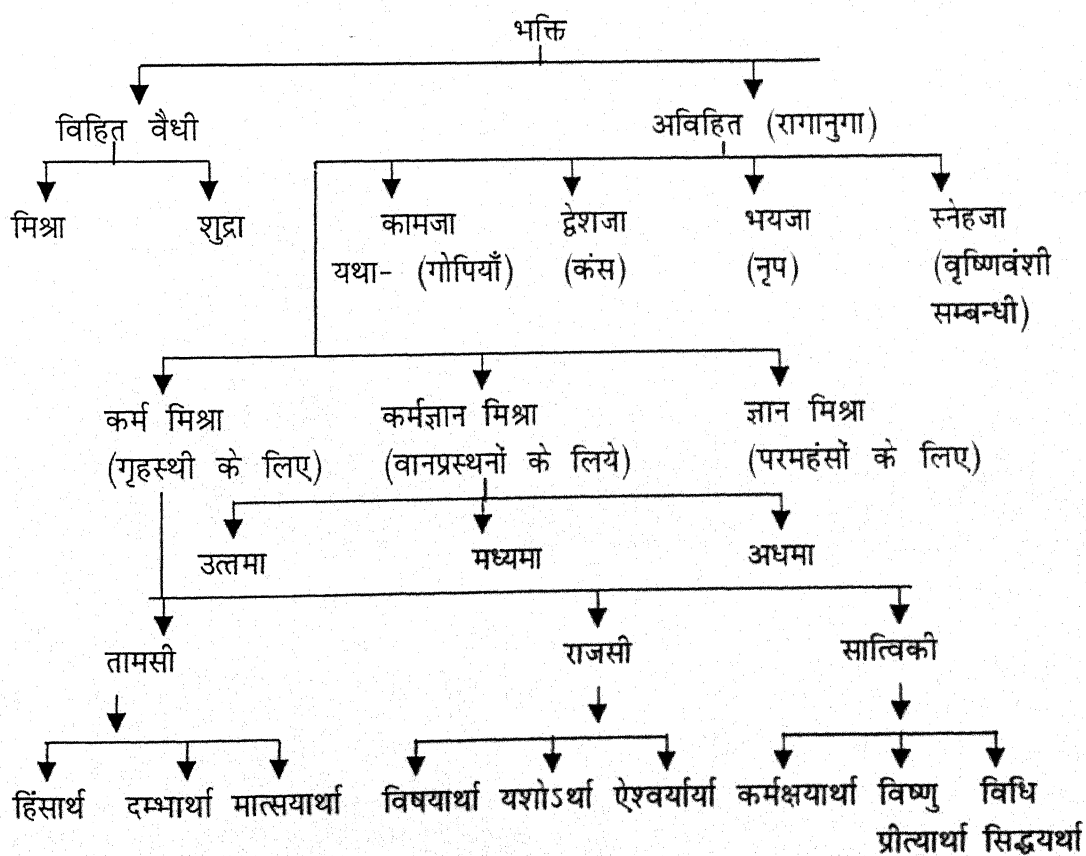 भक्ति
विहित वैधी अविहित (रागानुगा)
मिश्रा शुद्रा कामजा द्वेशजा भयजा स्नेहजा
यथा- (गोपियाँ) (कंस) (नृप) (वृष्णिवंशी
सम्बन्धी)
कर्म मिश्रा कर्मज्ञान मिश्रा ज्ञान मिश्रा
(गृहस्थी के लिए) (वानप्रस्थनों के लिये) (परमहंसों के लिए)
उत्तमा मध्यमा अधमा
तामसी राजसी सात्विकी
हिंसार्थ दम्भार्था मात्सयार्था विषयार्था यशोऽर्था ऐश्वर्यार्या कर्मक्षयार्था विष्णु विधि
प्रीत्यार्था सिद्धयर्था